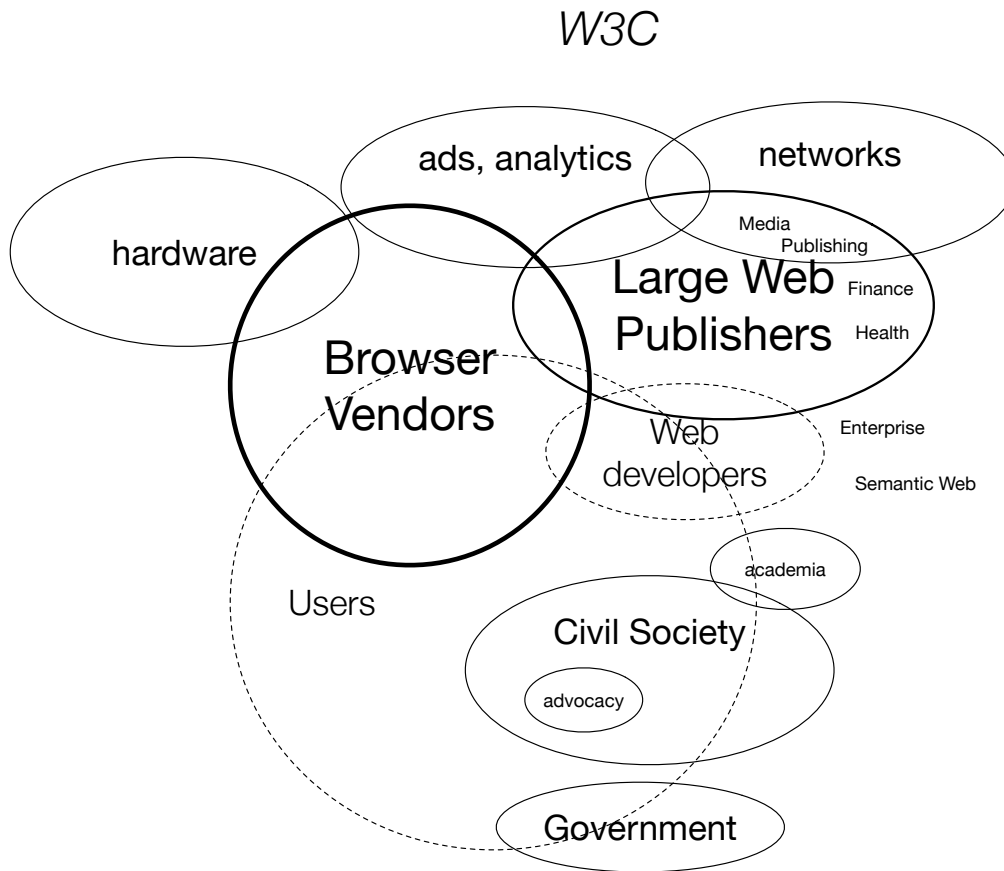 W3C
ads, analytics
networks
hardware
Media
Publishing
Large Web
Publishers
Finance
Health
Browser
Vendors
Web
developers
Enterprise
Semantic Web
academia
Users
Civil Society
advocacy
Government